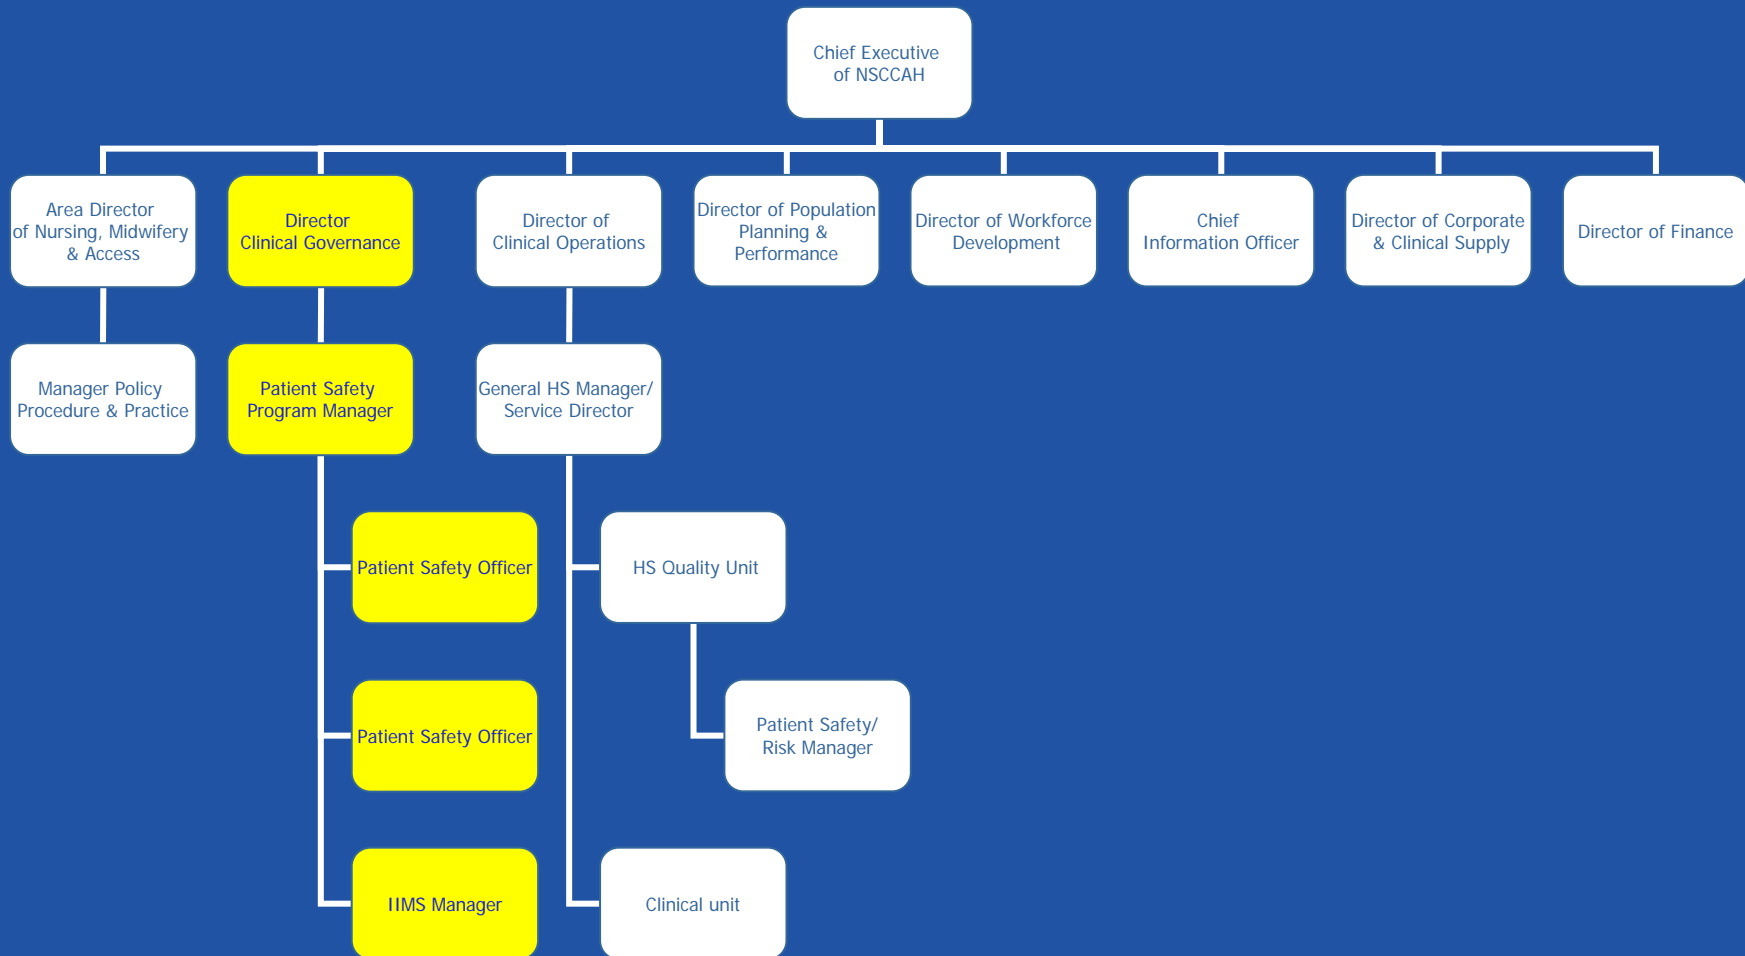 Chief Executive
of NSCCAH
Area Director
of Nursing, Midwifery
& Access
Director
Clinical Governance
Director of
Clinical Operations
Director of Population
Planning &
Performance
Director of Workforce
Development
Chief
Information Officer
Director of Corporate
& Clinical Supply
Director of Finance
Manager Policy
Procedure & Practice
Patient Safety
Program Manager
General HS Manager/
Service Director
Patient Safety Officer
HS Quality Unit
Patient Safety Officer
Patient Safety/
Risk Manager
IIMS Manager
Clinical unit